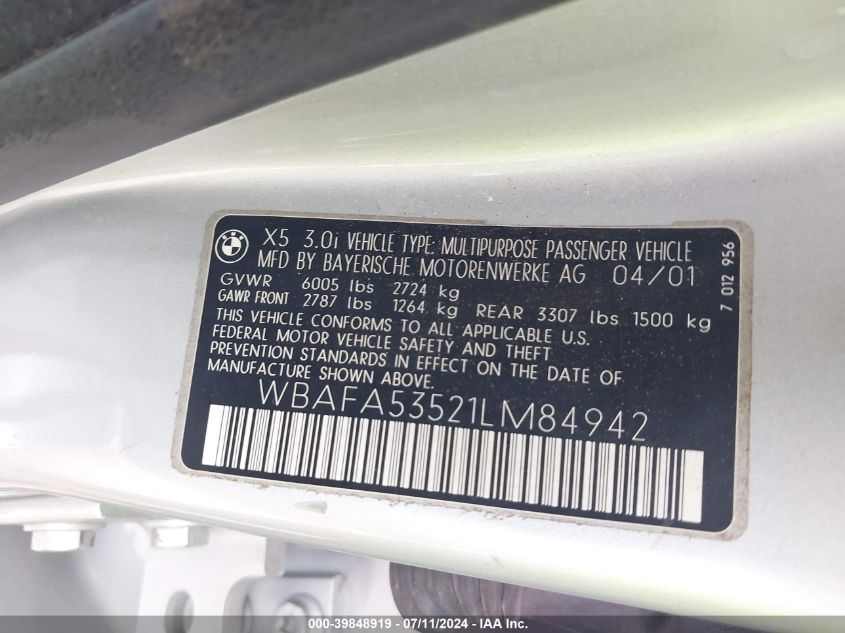 BMW
X5 3.0i VEHICLE TYPE: MULTIPURPOSE PASSENGER VEHICLE
MFD BY BAYERISCHE MOTORENWERKE AG 04/01
GVWR 6005 lbs 2724 kg
GAWR FRONT 2787 lbs 1264 kg REAR 3307 lbs 1500 kg
THIS VEHICLE CONFORMS TO ALL APPLICABLE U.S.
FEDERAL MOTOR VEHICLE SAFETY AND THEFT
PREVENTION STANDARDS IN EFFECT ON THE DATE OF
MANUFACTURE SHOWN ABOVE.
WBAFA53521LM84942
7 012 956
000-39848919 - 07/11/2024 - IAA Inc.